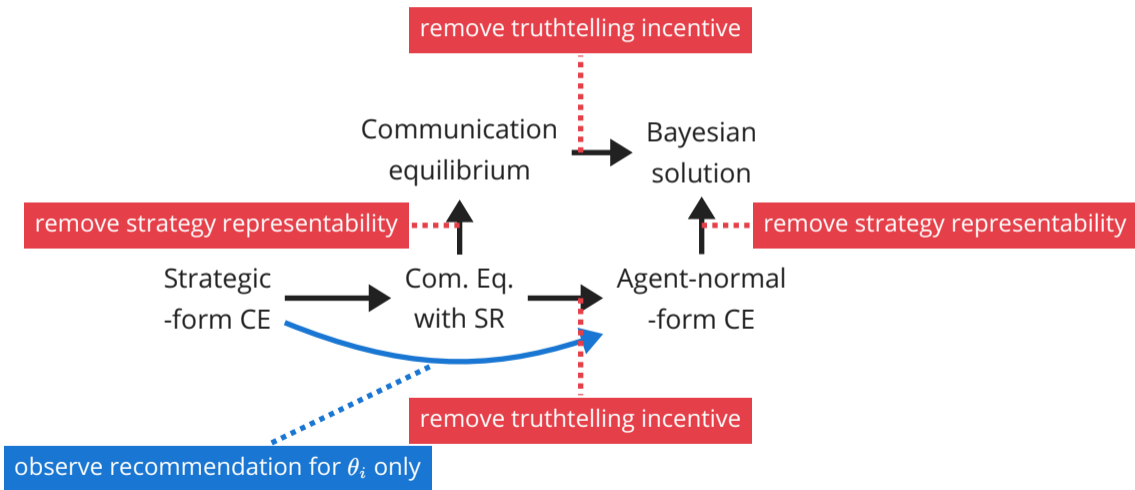 remove truthtelling incentive
Communication
equilibrium
Bayesian
solution
remove strategy representability
remove strategy representability
Strategic
-form CE
Com. Eq.
with SR
Agent-normal
-form CE
remove truthtelling incentive
observe recommendation for θᵢ only